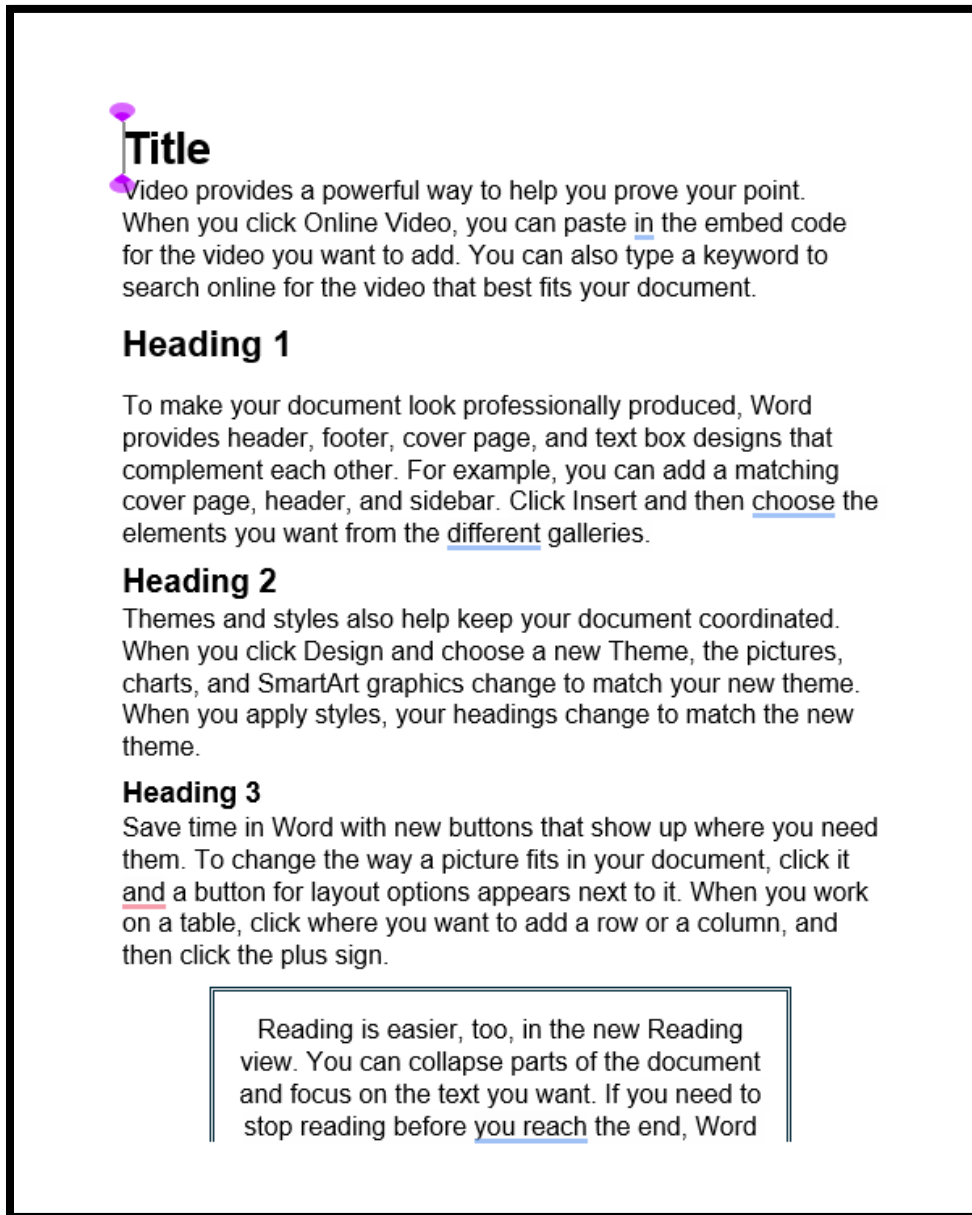 Title
Video provides a powerful way to help you prove your point.
When you click Online Video, you can paste in the embed code
for the video you want to add. You can also type a keyword to
search online for the video that best fits your document.
Heading 1
To make your document look professionally produced, Word
provides header, footer, cover page, and text box designs that
complement each other. For example, you can add a matching
cover page, header, and sidebar. Click Insert and then choose the
elements you want from the different galleries.
Heading 2
Themes and styles also help keep your document coordinated.
When you click Design and choose a new Theme, the pictures,
charts, and SmartArt graphics change to match your new theme.
When you apply styles, your headings change to match the new
theme.
Heading 3
Save time in Word with new buttons that show up where you need
them. To change the way a picture fits in your document, click it
and a button for layout options appears next to it. When you work
on a table, click where you want to add a row or a column, and
then click the plus sign.
Reading is easier, too, in the new Reading
view. You can collapse parts of the document
and focus on the text you want. If you need to
stop reading before you reach the end, Word